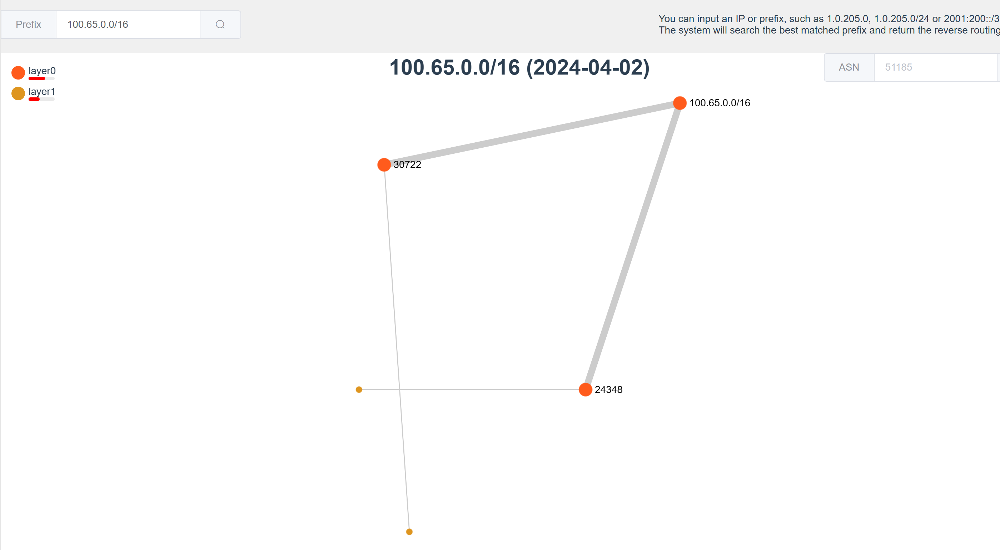 Prefix
100.65.0.0/16
You can input an IP or prefix, such as 1.0.205.0, 1.0.205.0/24 or 2001:200::/3
The system will search the best matched prefix and return the reverse routing
layer0
layer1
100.65.0.0/16 (2024-04-02)
ASN
51185
100.65.0.0/16
30722
24348